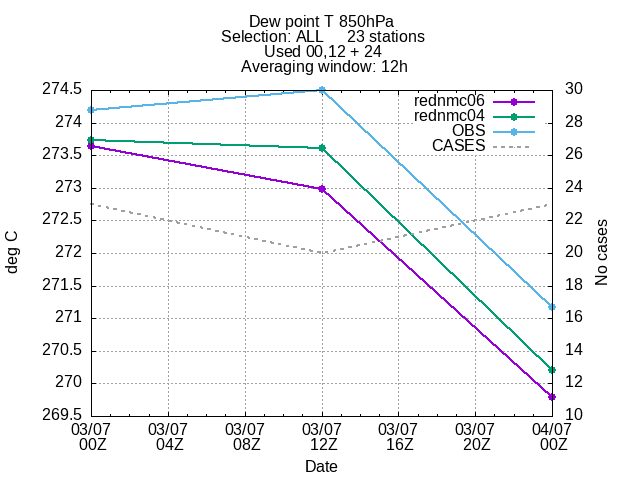 Dew point T 850hPa
Selection: ALL 23 stations
Used 00,12 + 24
Averaging window: 12h
rednmc06
rednmc04
OBS
CASES
274.5
274
273.5
273
272.5
272
271.5
271
270.5
270
269.5
deg C
30
28
26
24
22
20
18
16
14
12
10
No cases
03/07 03/07 03/07 03/07 03/07 03/07 04/07
00Z 04Z 08Z 12Z 16Z 20Z 00Z
Date